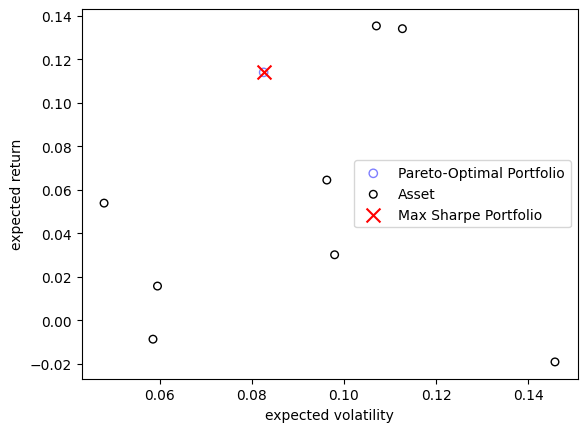 0.14
0.12
0.10
0.08
0.06
0.04
0.02
0.00
−0.02
expected return
Pareto-Optimal Portfolio
Asset
Max Sharpe Portfolio
0.06 0.08 0.10 0.12 0.14
expected volatility